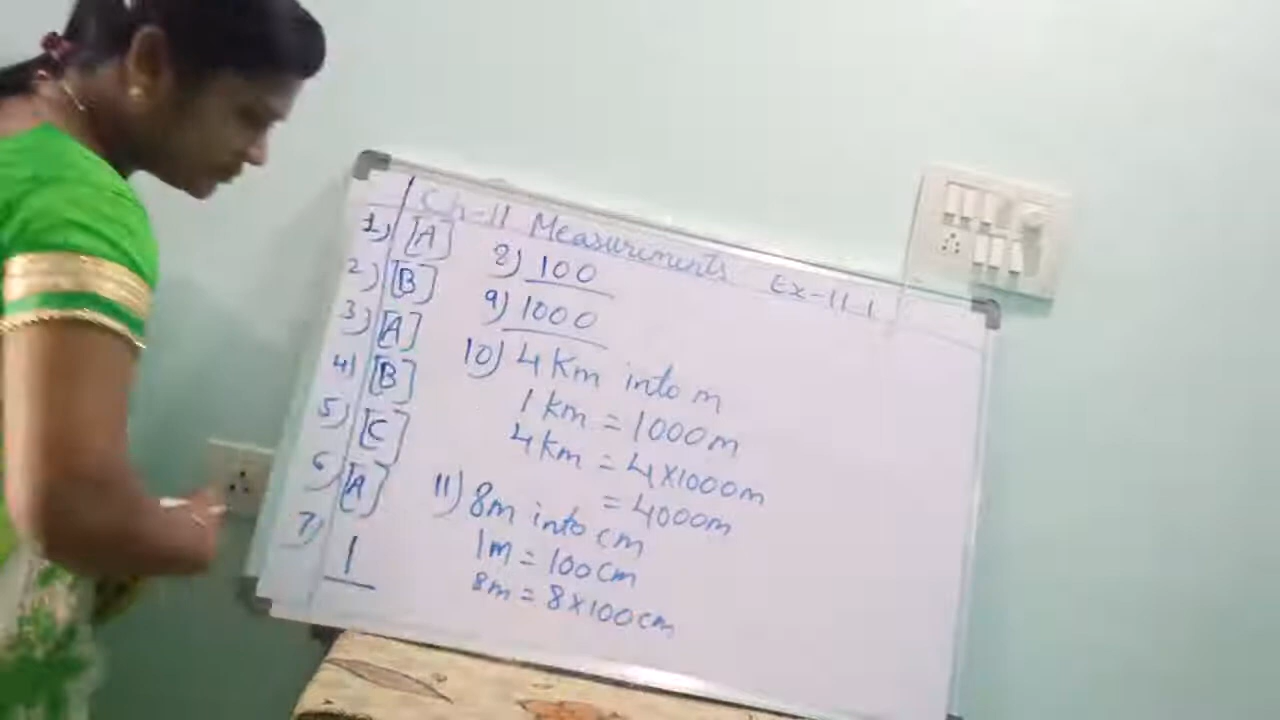 Ch-11 Measurements Ex-11.1
1) [A]
2) [B]
3) [A]
4) [B]
5) [C]
6) [A]
7) 1
8) 100
9) 1000
10) 4 Km into m
1 km = 1000m
4 Km = 4×1000m
= 4000m
11) 8m into cm
1m = 100cm
8m = 8×100cm